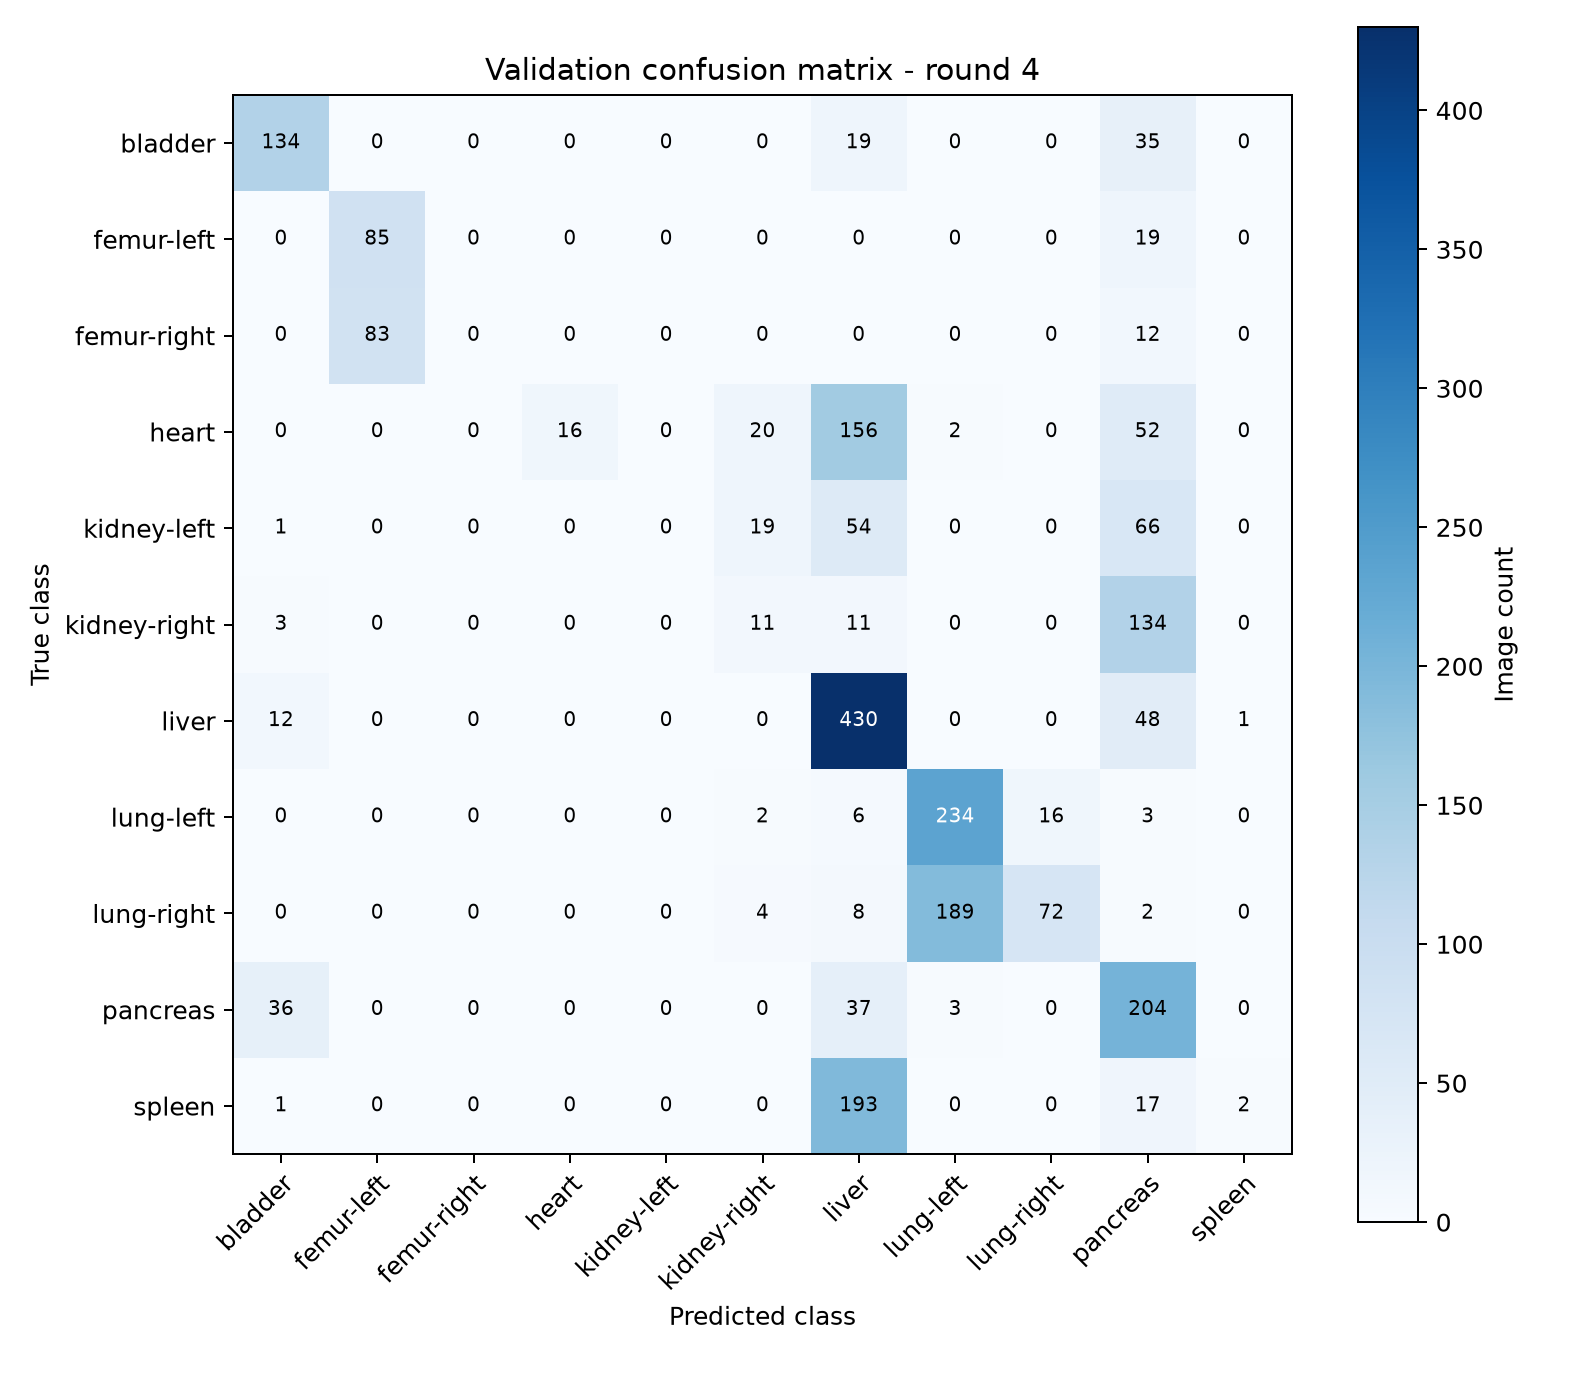 Validation confusion matrix - round 4
bladder 134 0 0 0 0 0 19 0 0 35 0
femur-left 0 85 0 0 0 0 0 0 0 19 0
femur-right 0 83 0 0 0 0 0 0 0 12 0
heart 0 0 0 16 0 20 156 2 0 52 0
kidney-left 1 0 0 0 0 19 54 0 0 66 0
kidney-right 3 0 0 0 0 11 11 0 0 134 0
liver 12 0 0 0 0 0 430 0 0 48 1
lung-left 0 0 0 0 0 2 6 234 16 3 0
lung-right 0 0 0 0 0 4 8 189 72 2 0
pancreas 36 0 0 0 0 0 37 3 0 204 0
spleen 1 0 0 0 0 0 193 0 0 17 2
True class
bladder femur-left femur-right heart kidney-left kidney-right liver lung-left lung-right pancreas spleen
Predicted class
400
350
300
250
200
150
100
50
0
Image count